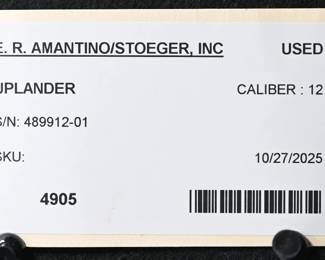 E. R. AMANTINO/STOEGER, INC USED
UPLANDER CALIBER : 12
S/N: 489912-01
SKU: 10/27/2025
4905